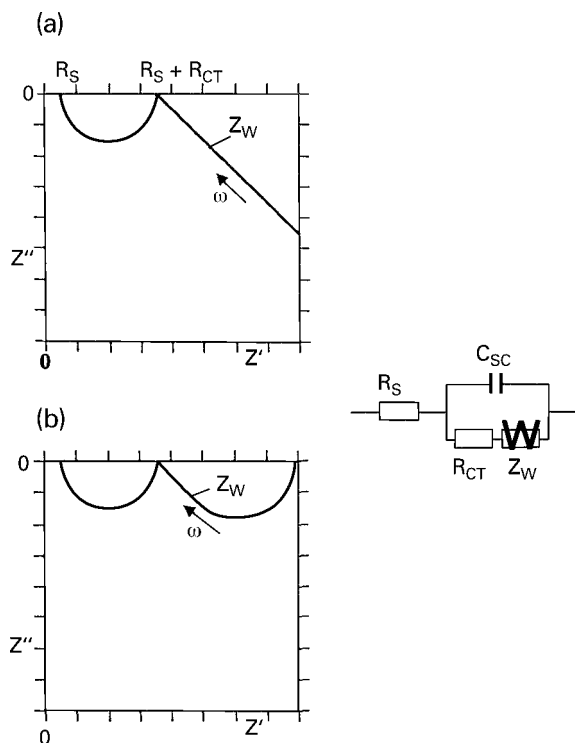 (a)
R_S R_S + R_CT
0
Z_W
ω
Z''
0 Z'
C_SC
R_S
W
R_CT Z_W
(b)
0
Z_W
ω
Z''
0 Z'